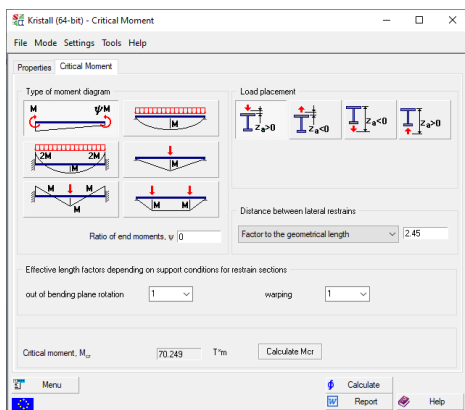 Kristall (64-bit) - Critical Moment
File Mode Settings Tools Help
Properties Critical Moment
Type of moment diagram
M ψM
M
2M 2M
M
M
M M
M
M M
Ratio of end moments, ψ 0
Load placement
Za>0 Za<0 Za<0 Za>0
Distance between lateral restrains
Factor to the geometrical length 2.45
Effective length factors depending on support conditions for restrain sections
out of bending plane rotation 1 warping 1
Critical moment, Mcr 70.249 T*m Calculate Mcr
Menu Calculate
W Report Help